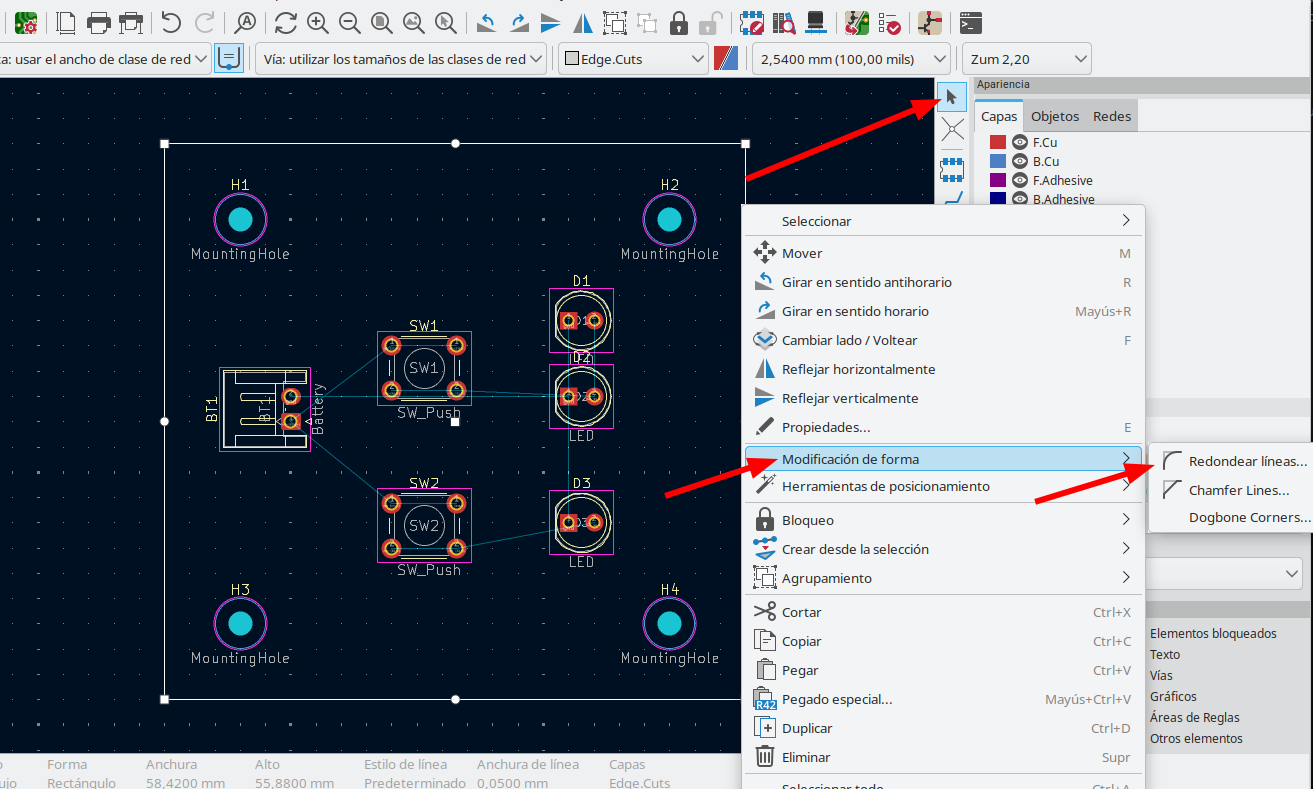 ta: usar el ancho de clase de red
Vía: utilizar los tamaños de las clases de red
Edge.Cuts
2,5400 mm (100,00 mils)
Zum 2,20
Apariencia
Capas
Objetos
Redes
F.Cu
B.Cu
F.Adhesive
B.Adhesive
H1
MountingHole
H2
MountingHole
D1
D1
SW1
SW1
SW_Push
LED
BT1
BT1
Battery
SW2
SW2
SW_Push
D3
D3
LED
H3
MountingHole
H4
MountingHole
Seleccionar
Mover M
Girar en sentido antihorario R
Girar en sentido horario Mayús+R
Cambiar lado / Voltear F
Reflejar horizontalmente
Reflejar verticalmente
Propiedades... E
Modificación de forma
Herramientas de posicionamiento
Bloqueo
Crear desde la selección
Agrupamiento
Cortar Ctrl+X
Copiar Ctrl+C
Pegar Ctrl+V
R42
Pegado especial... Mayús+Ctrl+V
Duplicar Ctrl+D
Eliminar Supr
Seleccionar todo Ctrl+A
Redondear líneas...
Chamfer Lines...
Dogbone Corners...
Elementos bloqueados
Texto
Vías
Gráficos
Áreas de Reglas
Otros elementos
Forma
Rectángulo
Anchura
58,4200 mm
Alto
55,8800 mm
Estilo de línea
Predeterminado
Anchura de línea
0,0500 mm
Capas
Edge.Cuts